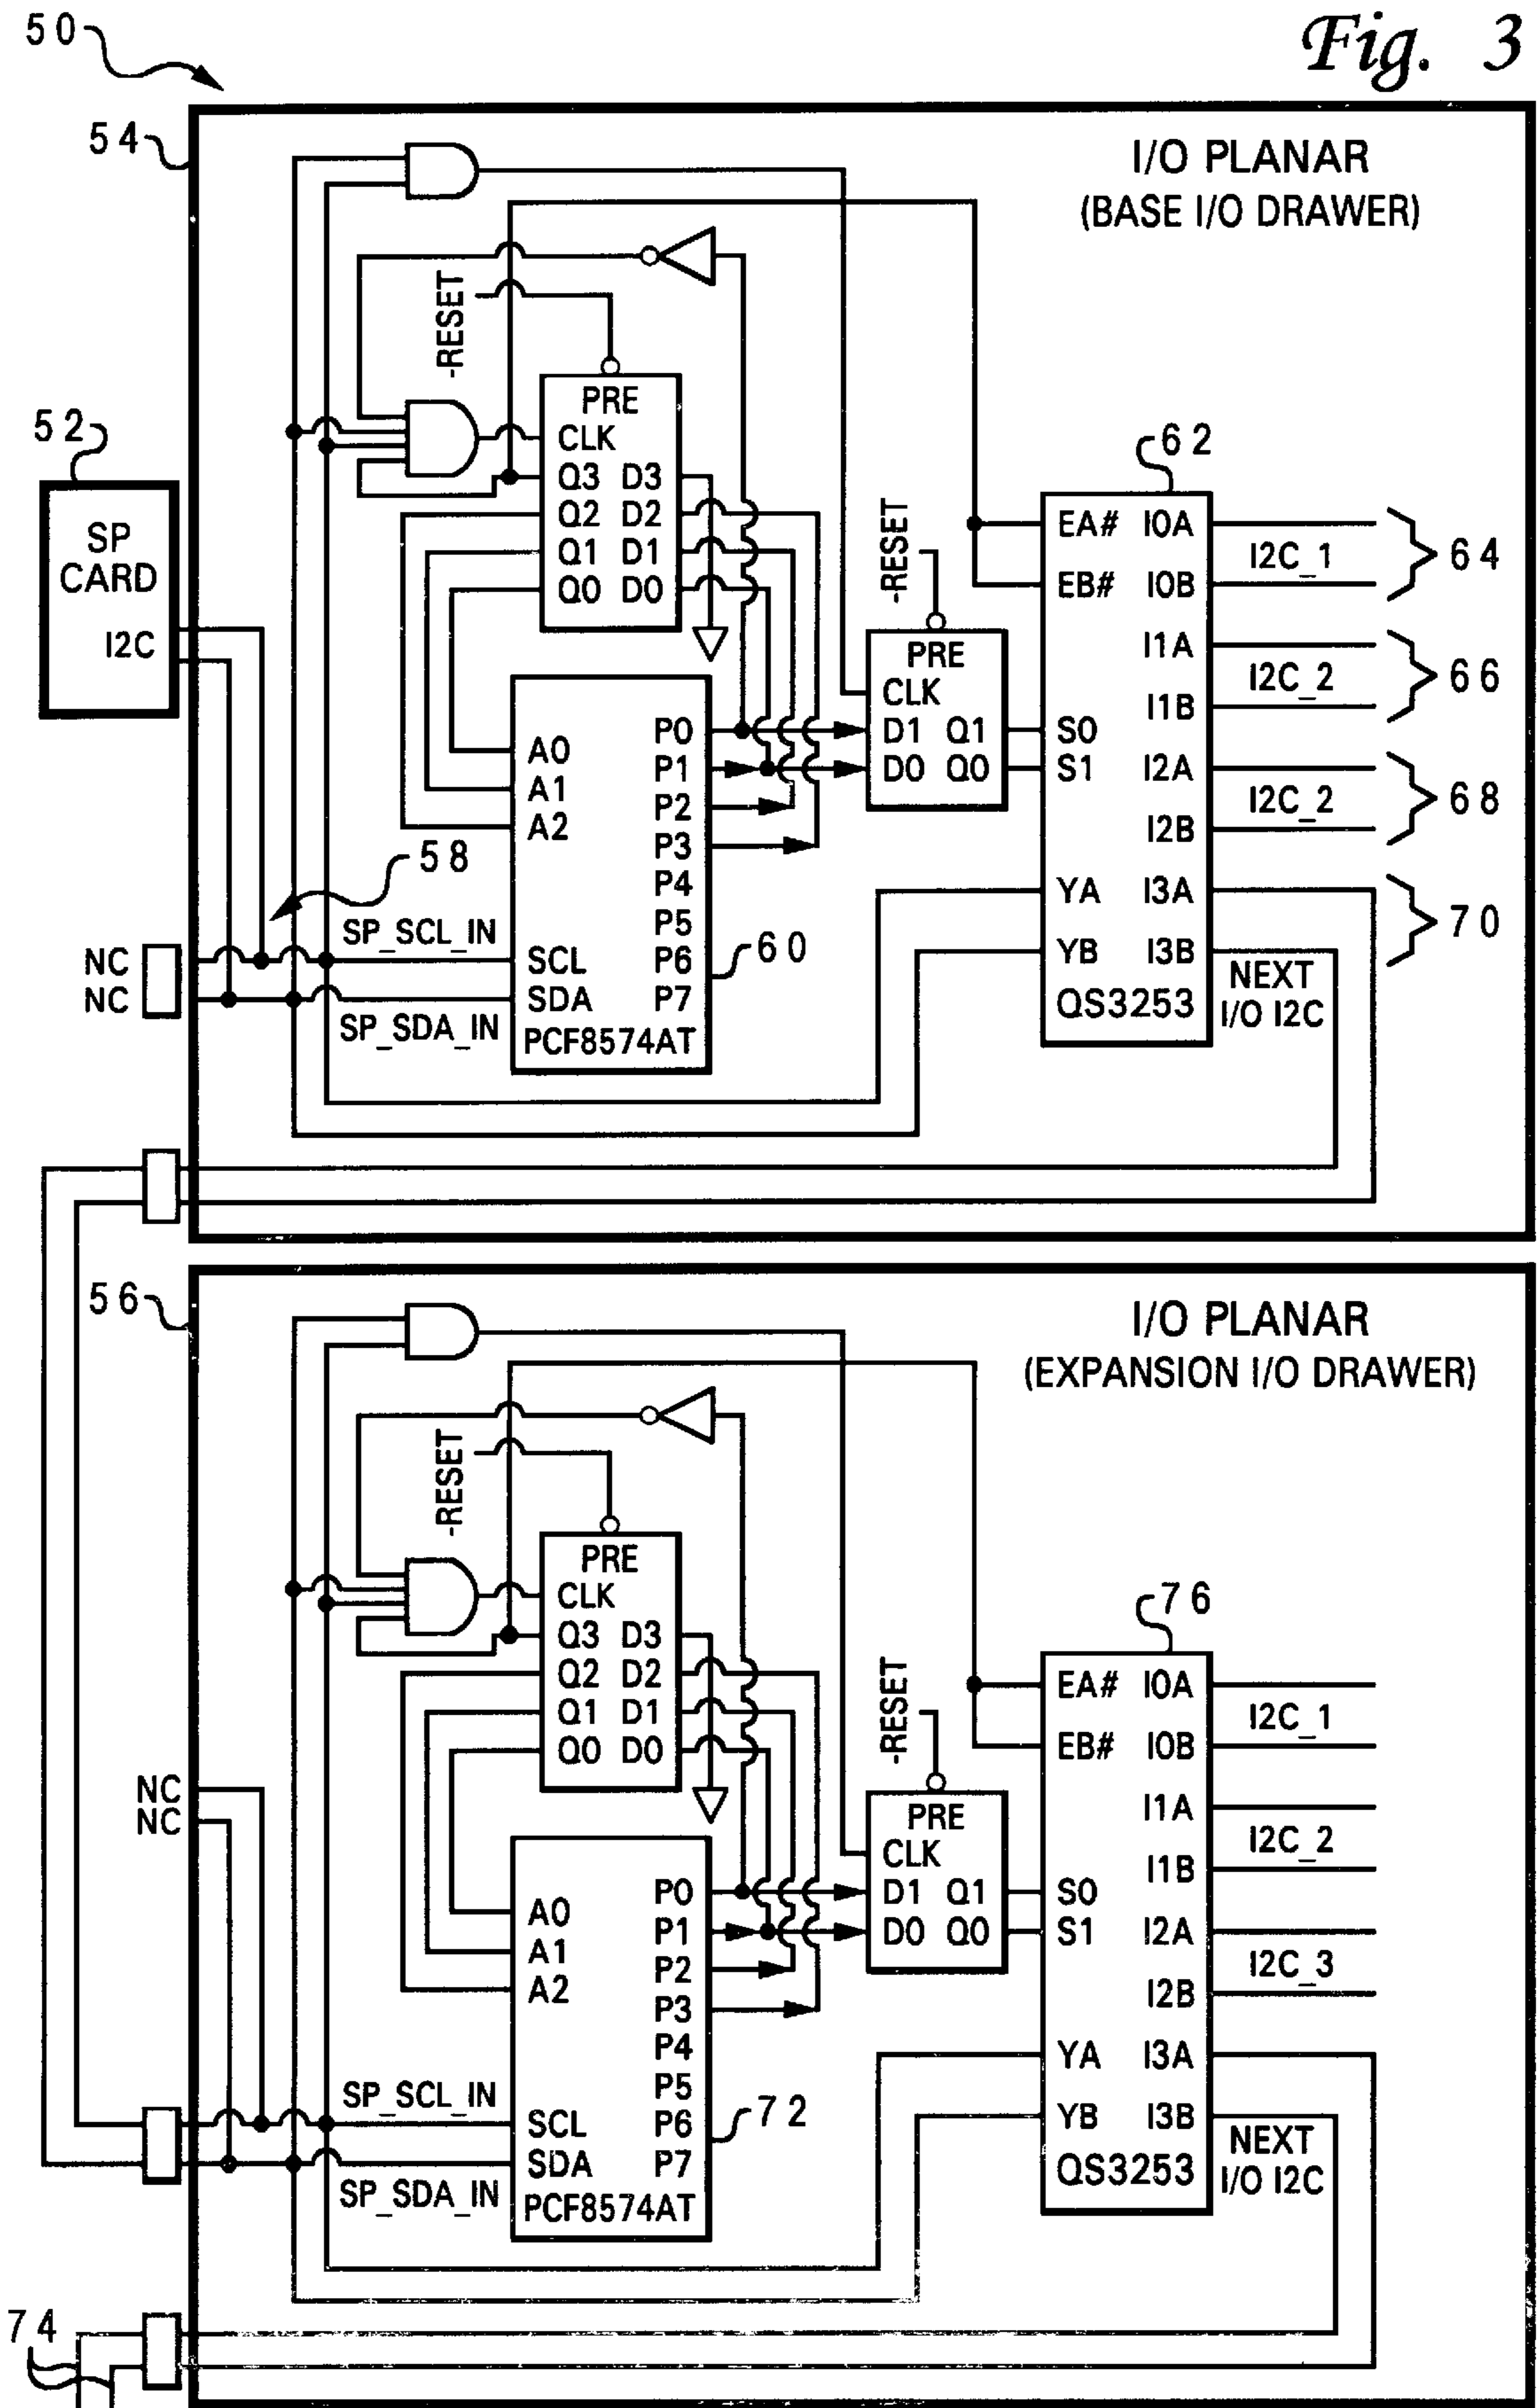 Fig. 3
50
54
I/O PLANAR
(BASE I/O DRAWER)
-RESET
PRE
CLK
Q3 D3
Q2 D2
Q1 D1
Q0 D0
52
SP
CARD
I2C
62
EA# I0A
I2C_1
EB# I0B
64
I1A
I2C_2
I1B
66
-RESET
PRE
CLK
D1 Q1
D0 Q0
S0
S1
I2A
I2C_2
I2B
68
YA I3A
YB I3B
70
QS3253
NEXT
I/O I2C
A0
A1
A2
P0
P1
P2
P3
P4
P5
P6
P7
58
SP_SCL_IN
SCL
SDA
SP_SDA_IN
PCF8574AT
60
NC
NC
56
I/O PLANAR
(EXPANSION I/O DRAWER)
-RESET
PRE
CLK
Q3 D3
Q2 D2
Q1 D1
Q0 D0
76
EA# I0A
I2C_1
EB# I0B
I1A
I2C_2
I1B
-RESET
PRE
CLK
D1 Q1
D0 Q0
S0
S1
I2A
I2C_3
I2B
YA I3A
YB I3B
QS3253
NEXT
I/O I2C
NC
NC
A0
A1
A2
P0
P1
P2
P3
P4
P5
P6
P7
SP_SCL_IN
SCL
SDA
SP_SDA_IN
PCF8574AT
72
74